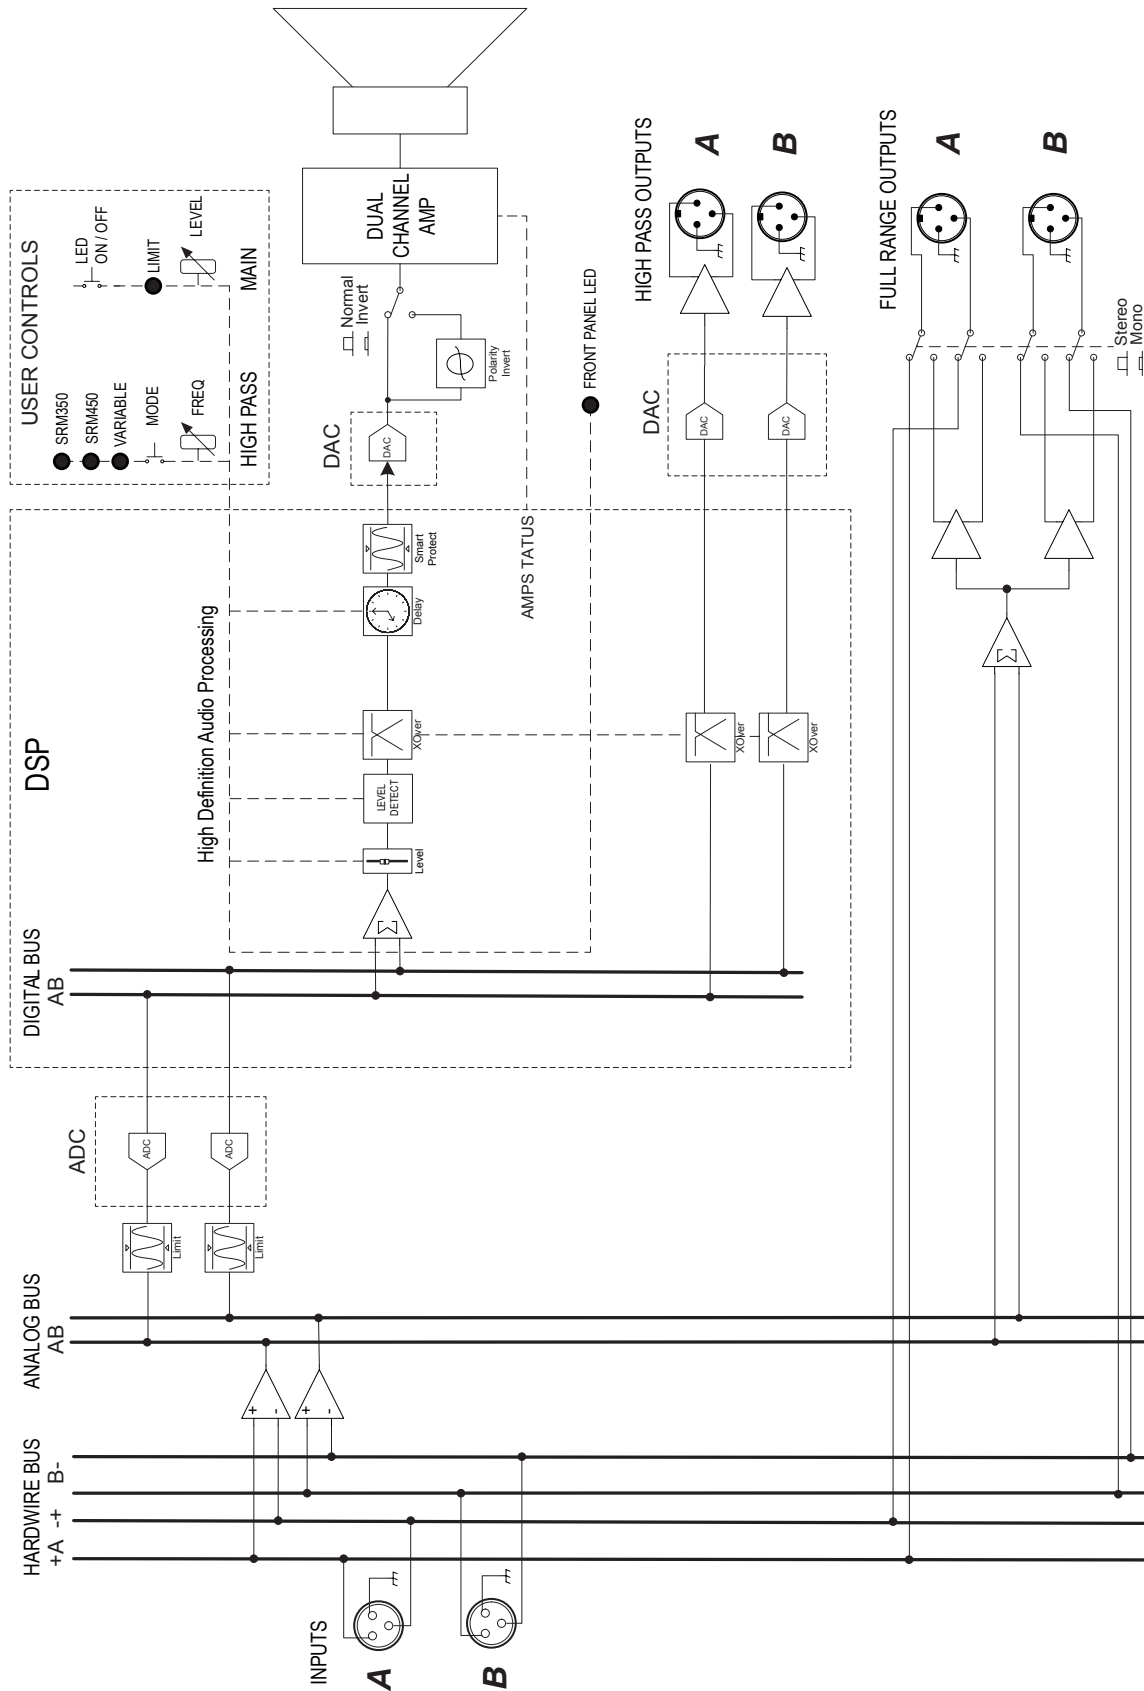 USER CONTROLS
SRM350
SRM450
VARIABLE
MODE
FREQ
HIGH PASS
LED
ON / OFF
LIMIT
LEVEL
MAIN
DUAL
CHANNEL
AMP
Normal
Invert
Polarity
Invert
FRONT PANEL LED
DAC
DAC
HIGH PASS OUTPUTS
A
B
DAC
DAC
DAC
FULL RANGE OUTPUTS
A
B
Stereo
Mono
DSP
High Definition Audio Processing
Smart
Protect
Delay
XOver
LEVEL
DETECT
Level
Σ
AMPS TATUS
XOver
XOver
Σ
DIGITAL BUS
AB
ADC
ADC
ADC
Limit
Limit
ANALOG BUS
AB
+
-
+
-
HARDWIRE BUS
+A -+ B-
INPUTS
A
B